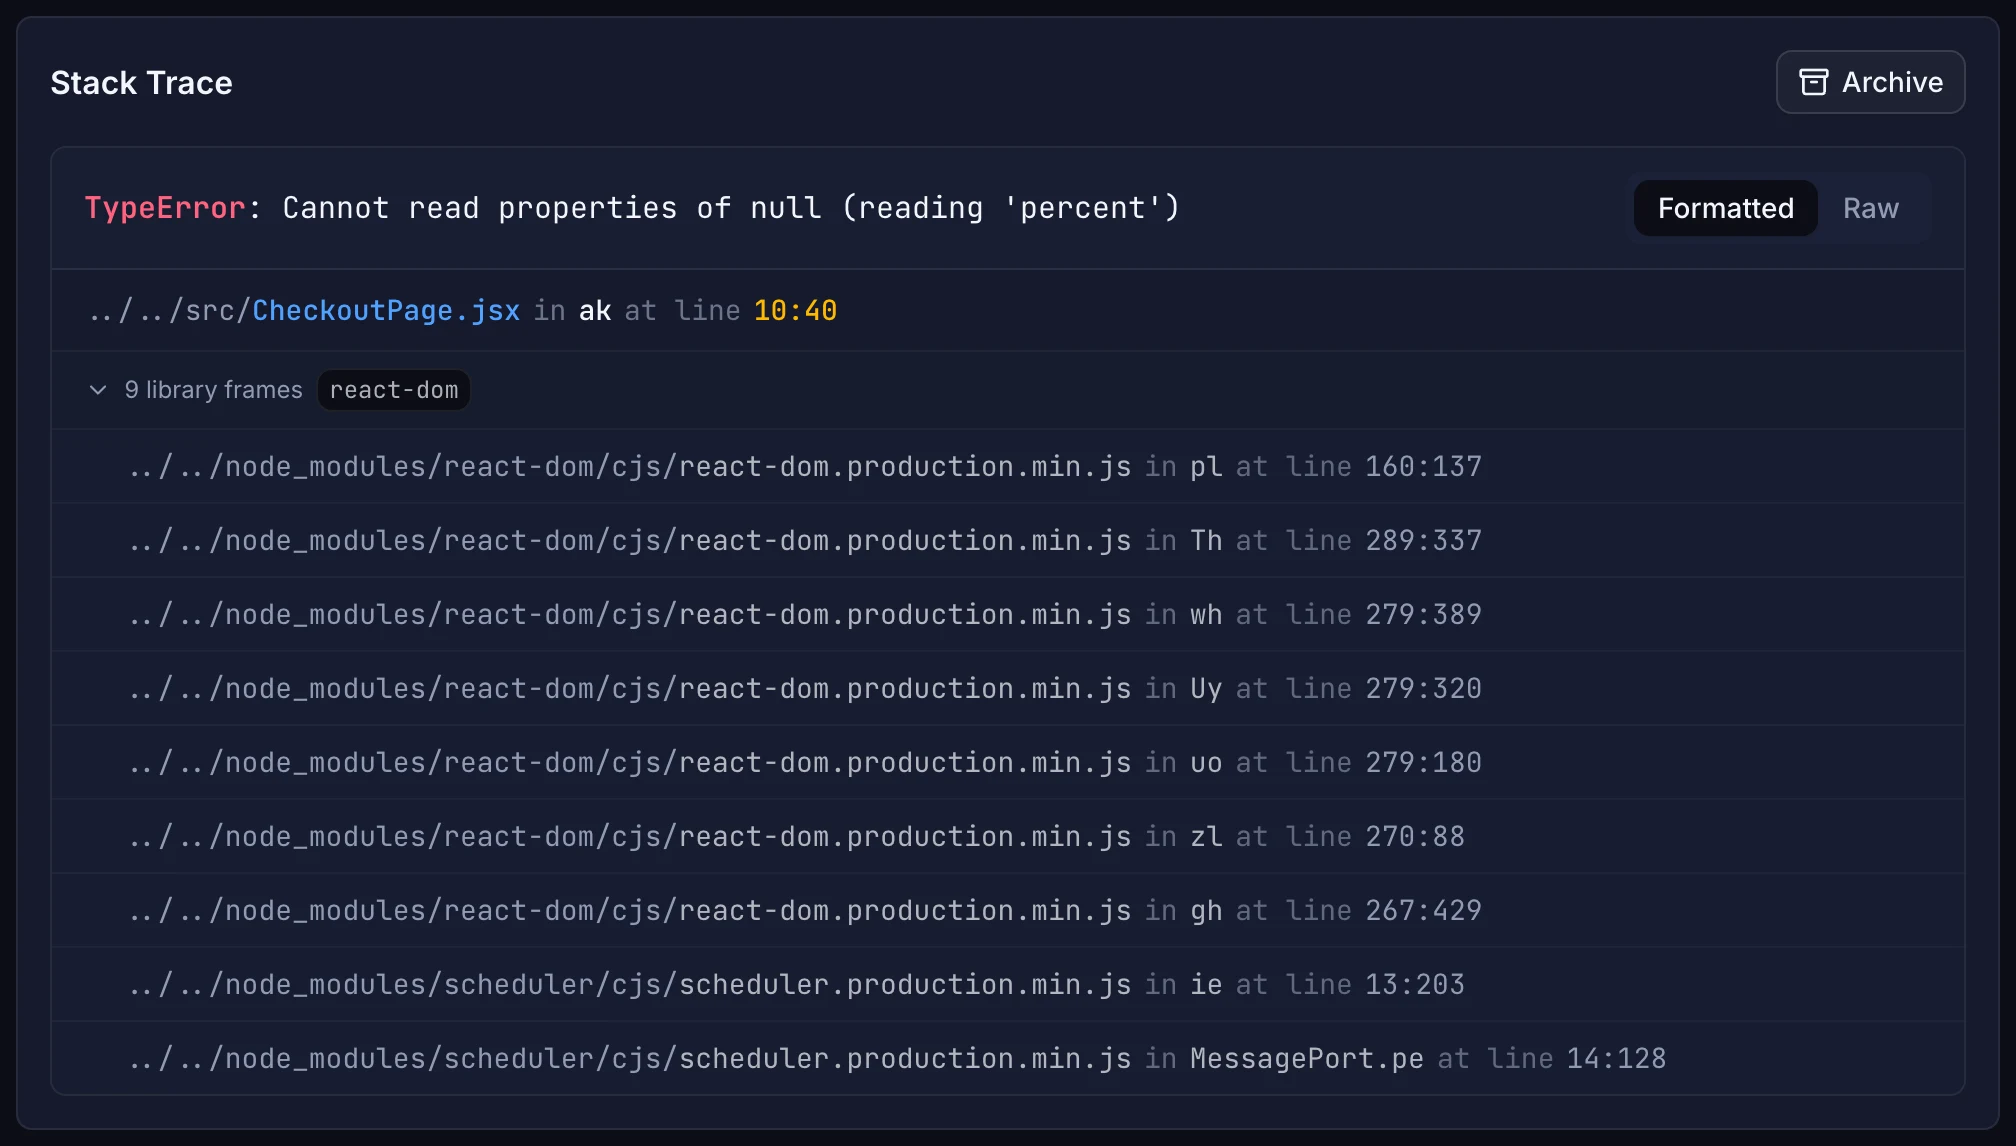 Stack Trace
Archive
TypeError: Cannot read properties of null (reading 'percent')
Formatted Raw
../../src/CheckoutPage.jsx in ak at line 10:40
9 library frames react-dom
../../node_modules/react-dom/cjs/react-dom.production.min.js in pl at line 160:137
../../node_modules/react-dom/cjs/react-dom.production.min.js in Th at line 289:337
../../node_modules/react-dom/cjs/react-dom.production.min.js in wh at line 279:389
../../node_modules/react-dom/cjs/react-dom.production.min.js in Uy at line 279:320
../../node_modules/react-dom/cjs/react-dom.production.min.js in uo at line 279:180
../../node_modules/react-dom/cjs/react-dom.production.min.js in zl at line 270:88
../../node_modules/react-dom/cjs/react-dom.production.min.js in gh at line 267:429
../../node_modules/scheduler/cjs/scheduler.production.min.js in ie at line 13:203
../../node_modules/scheduler/cjs/scheduler.production.min.js in MessagePort.pe at line 14:128